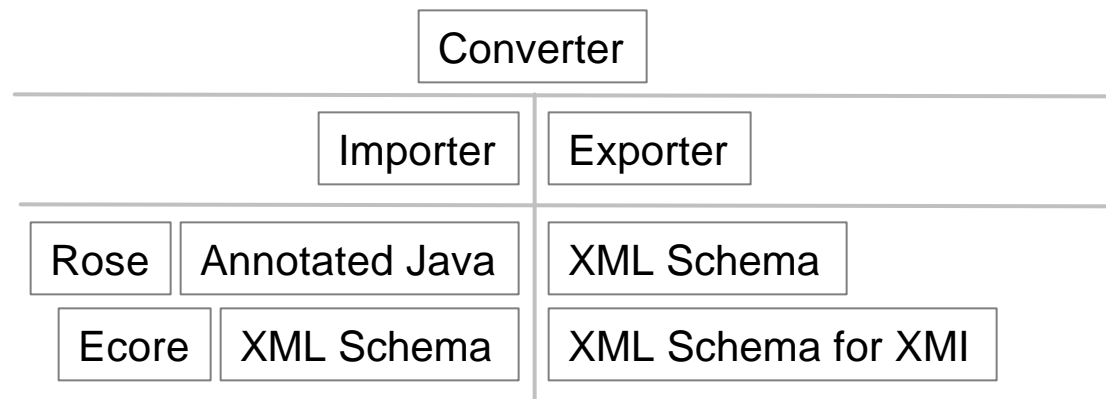 Converter
Importer Exporter
Rose Annotated Java XML Schema
Ecore XML Schema XML Schema for XMI